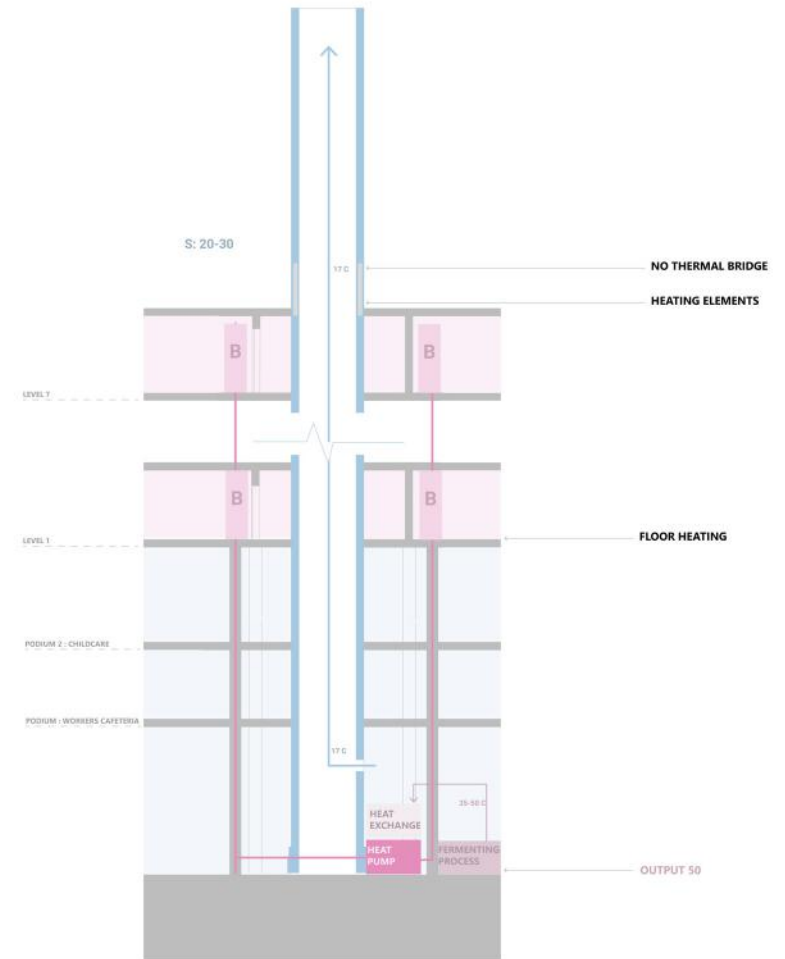 S: 20-30
17 C
NO THERMAL BRIDGE
HEATING ELEMENTS
B
B
LEVEL 7
B
B
FLOOR HEATING
LEVEL 1
PODIUM 2 : CHILDCARE
PODIUM : WORKERS CAFETERIA
17 C
25-50 C
HEAT
EXCHANGE
HEAT
PUMP
FERMENTING
PROCESS
OUTPUT 50